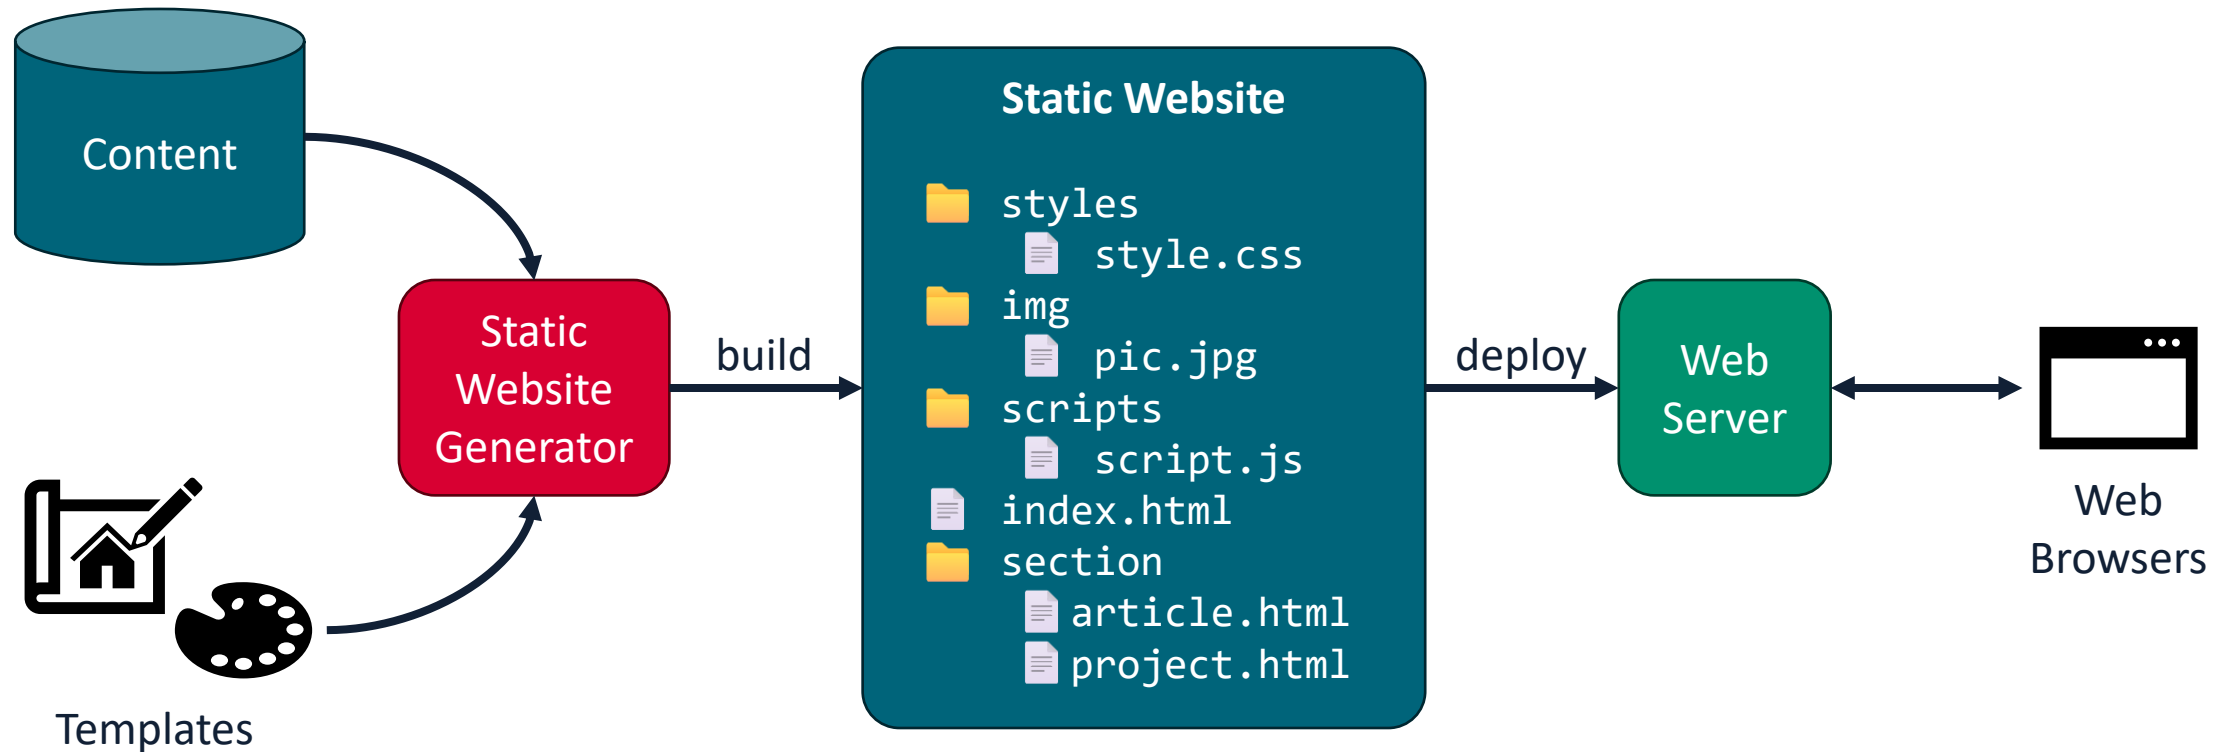 Content
Templates
Static
Website
Generator
build
Static Website
styles
style.css
img
pic.jpg
scripts
script.js
index.html
section
article.html
project.html
deploy
Web
Server
Web
Browsers